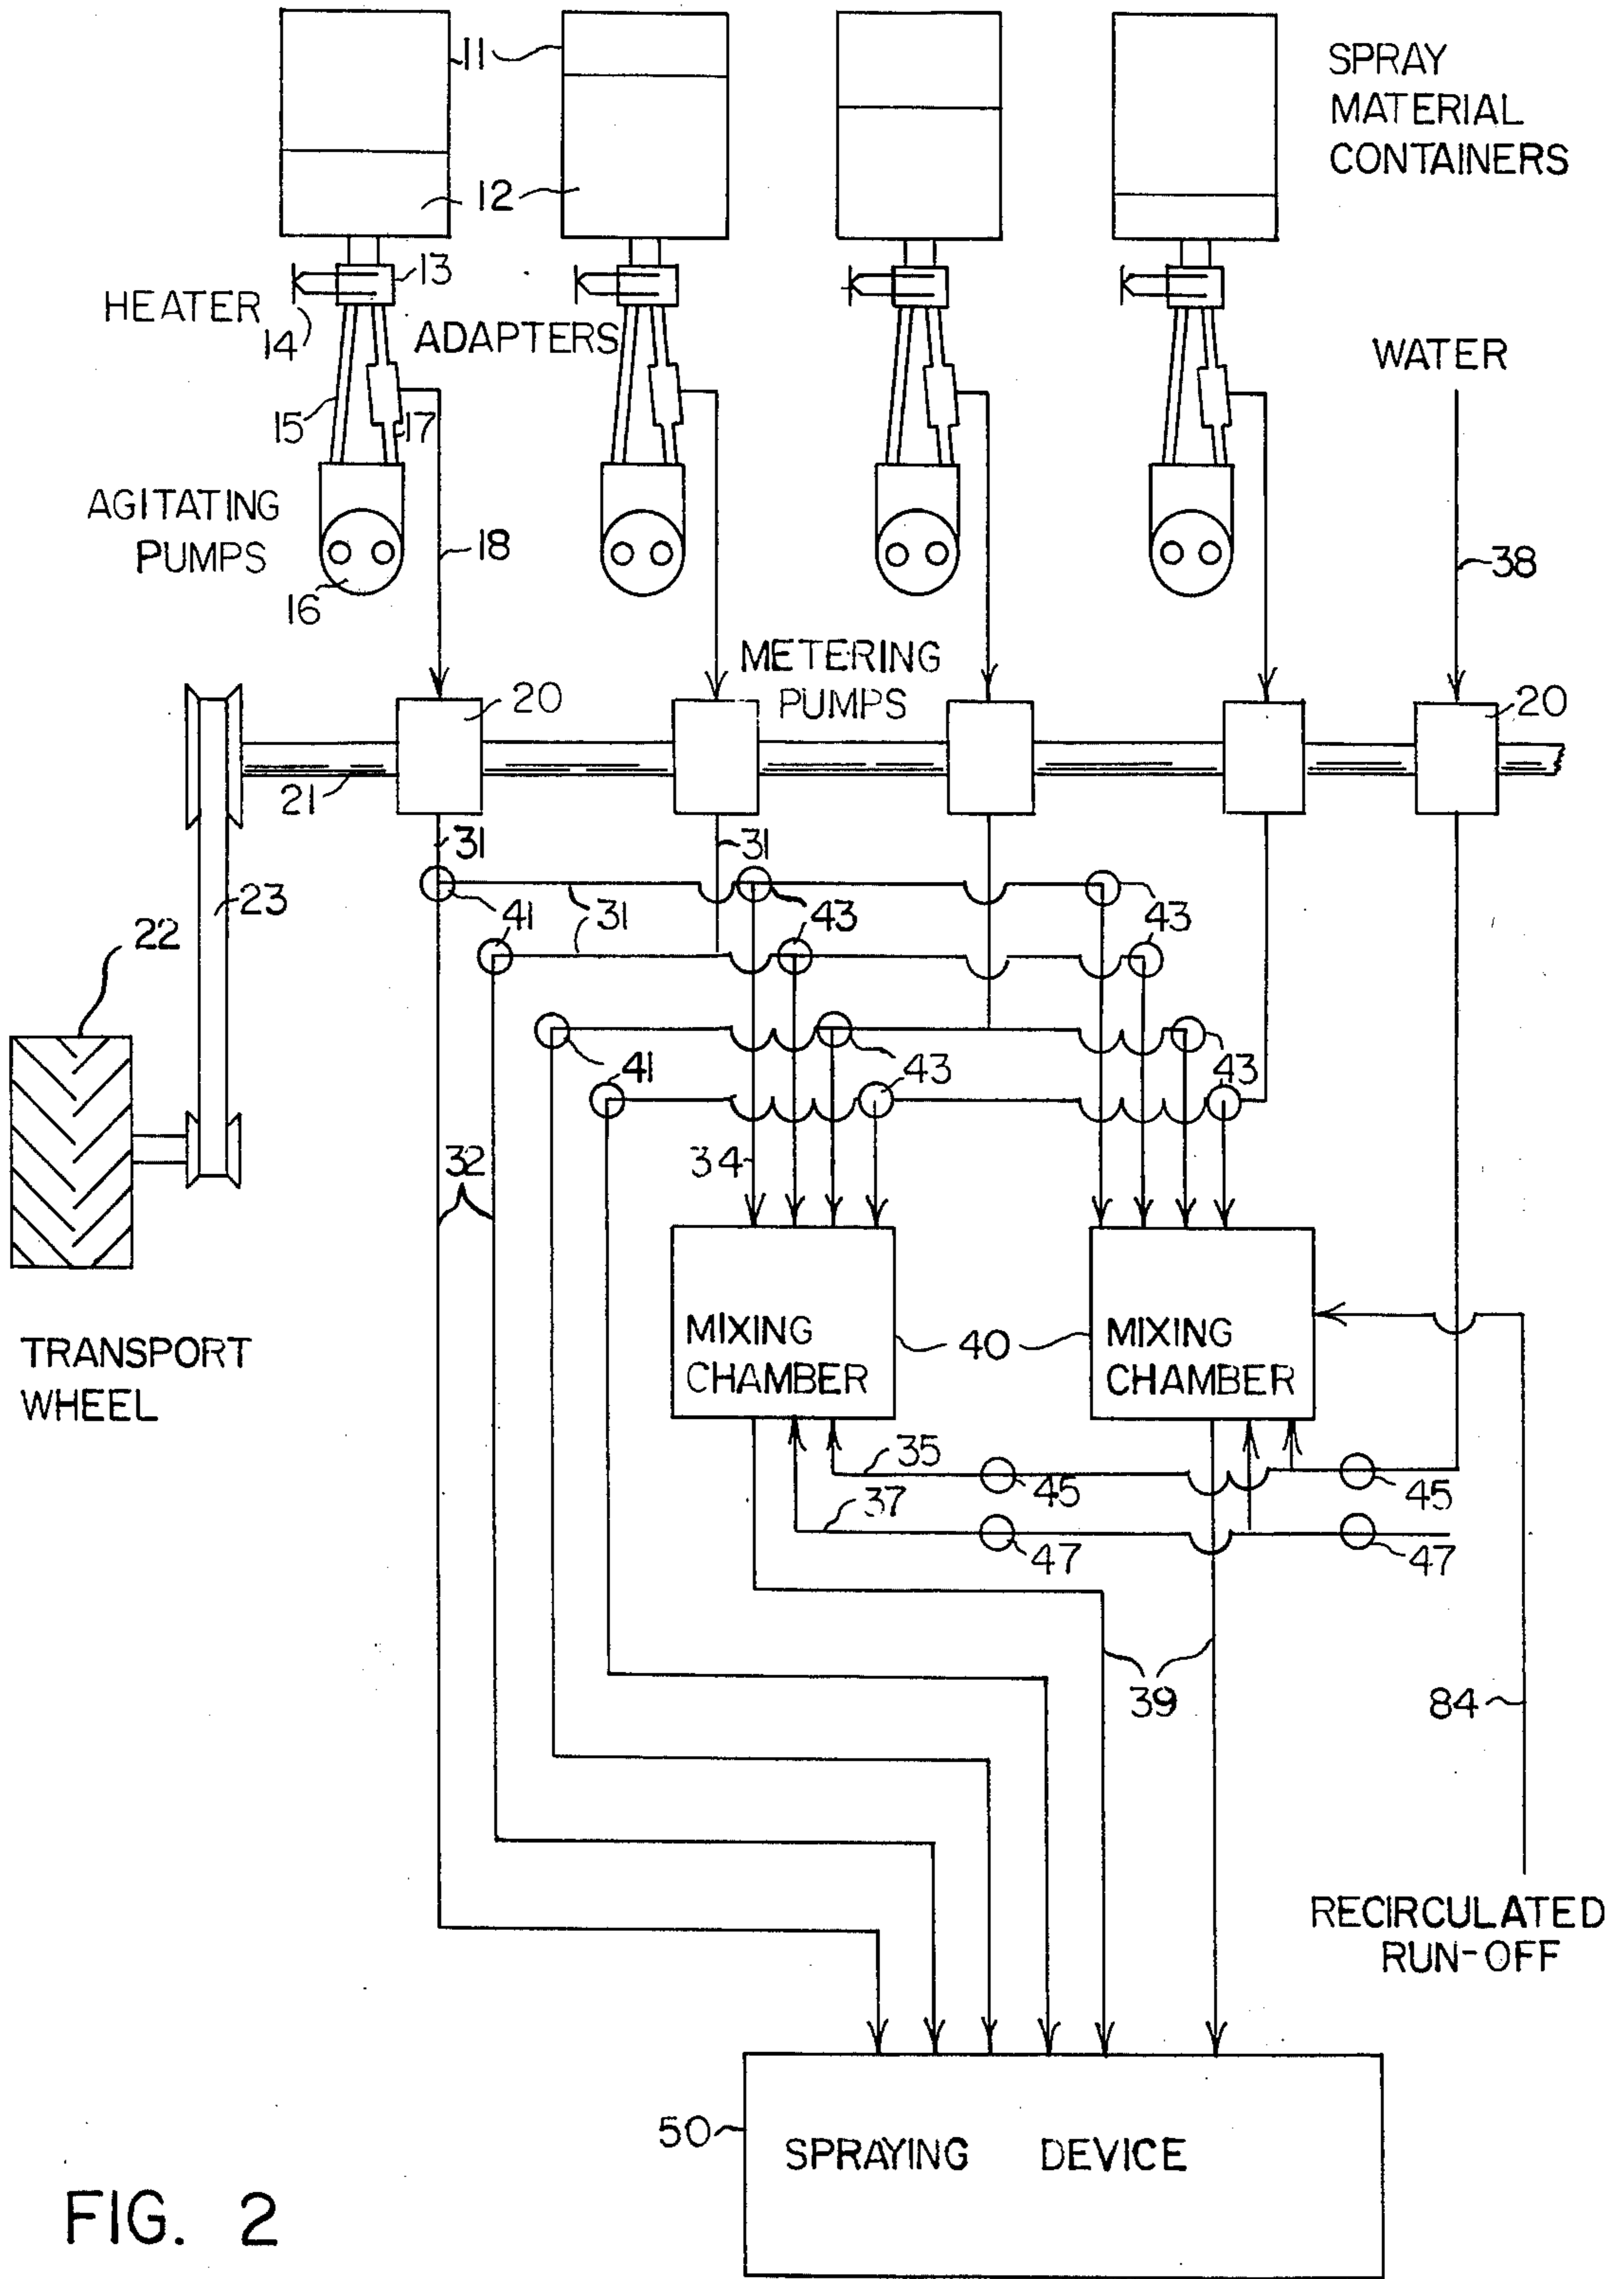 11
SPRAY
MATERIAL
CONTAINERS
12
13
HEATER
14
ADAPTERS
WATER
15
17
AGITATING
PUMPS
18
38
16
METERING
PUMPS
20
20
21
31
31
23
41
31
43
43
22
41
43
43
41
43
43
32
34
TRANSPORT
WHEEL
MIXING
CHAMBER
40
MIXING
CHAMBER
35
45
45
37
47
47
39
84
RECIRCULATED
RUN-OFF
50
SPRAYING DEVICE
FIG. 2